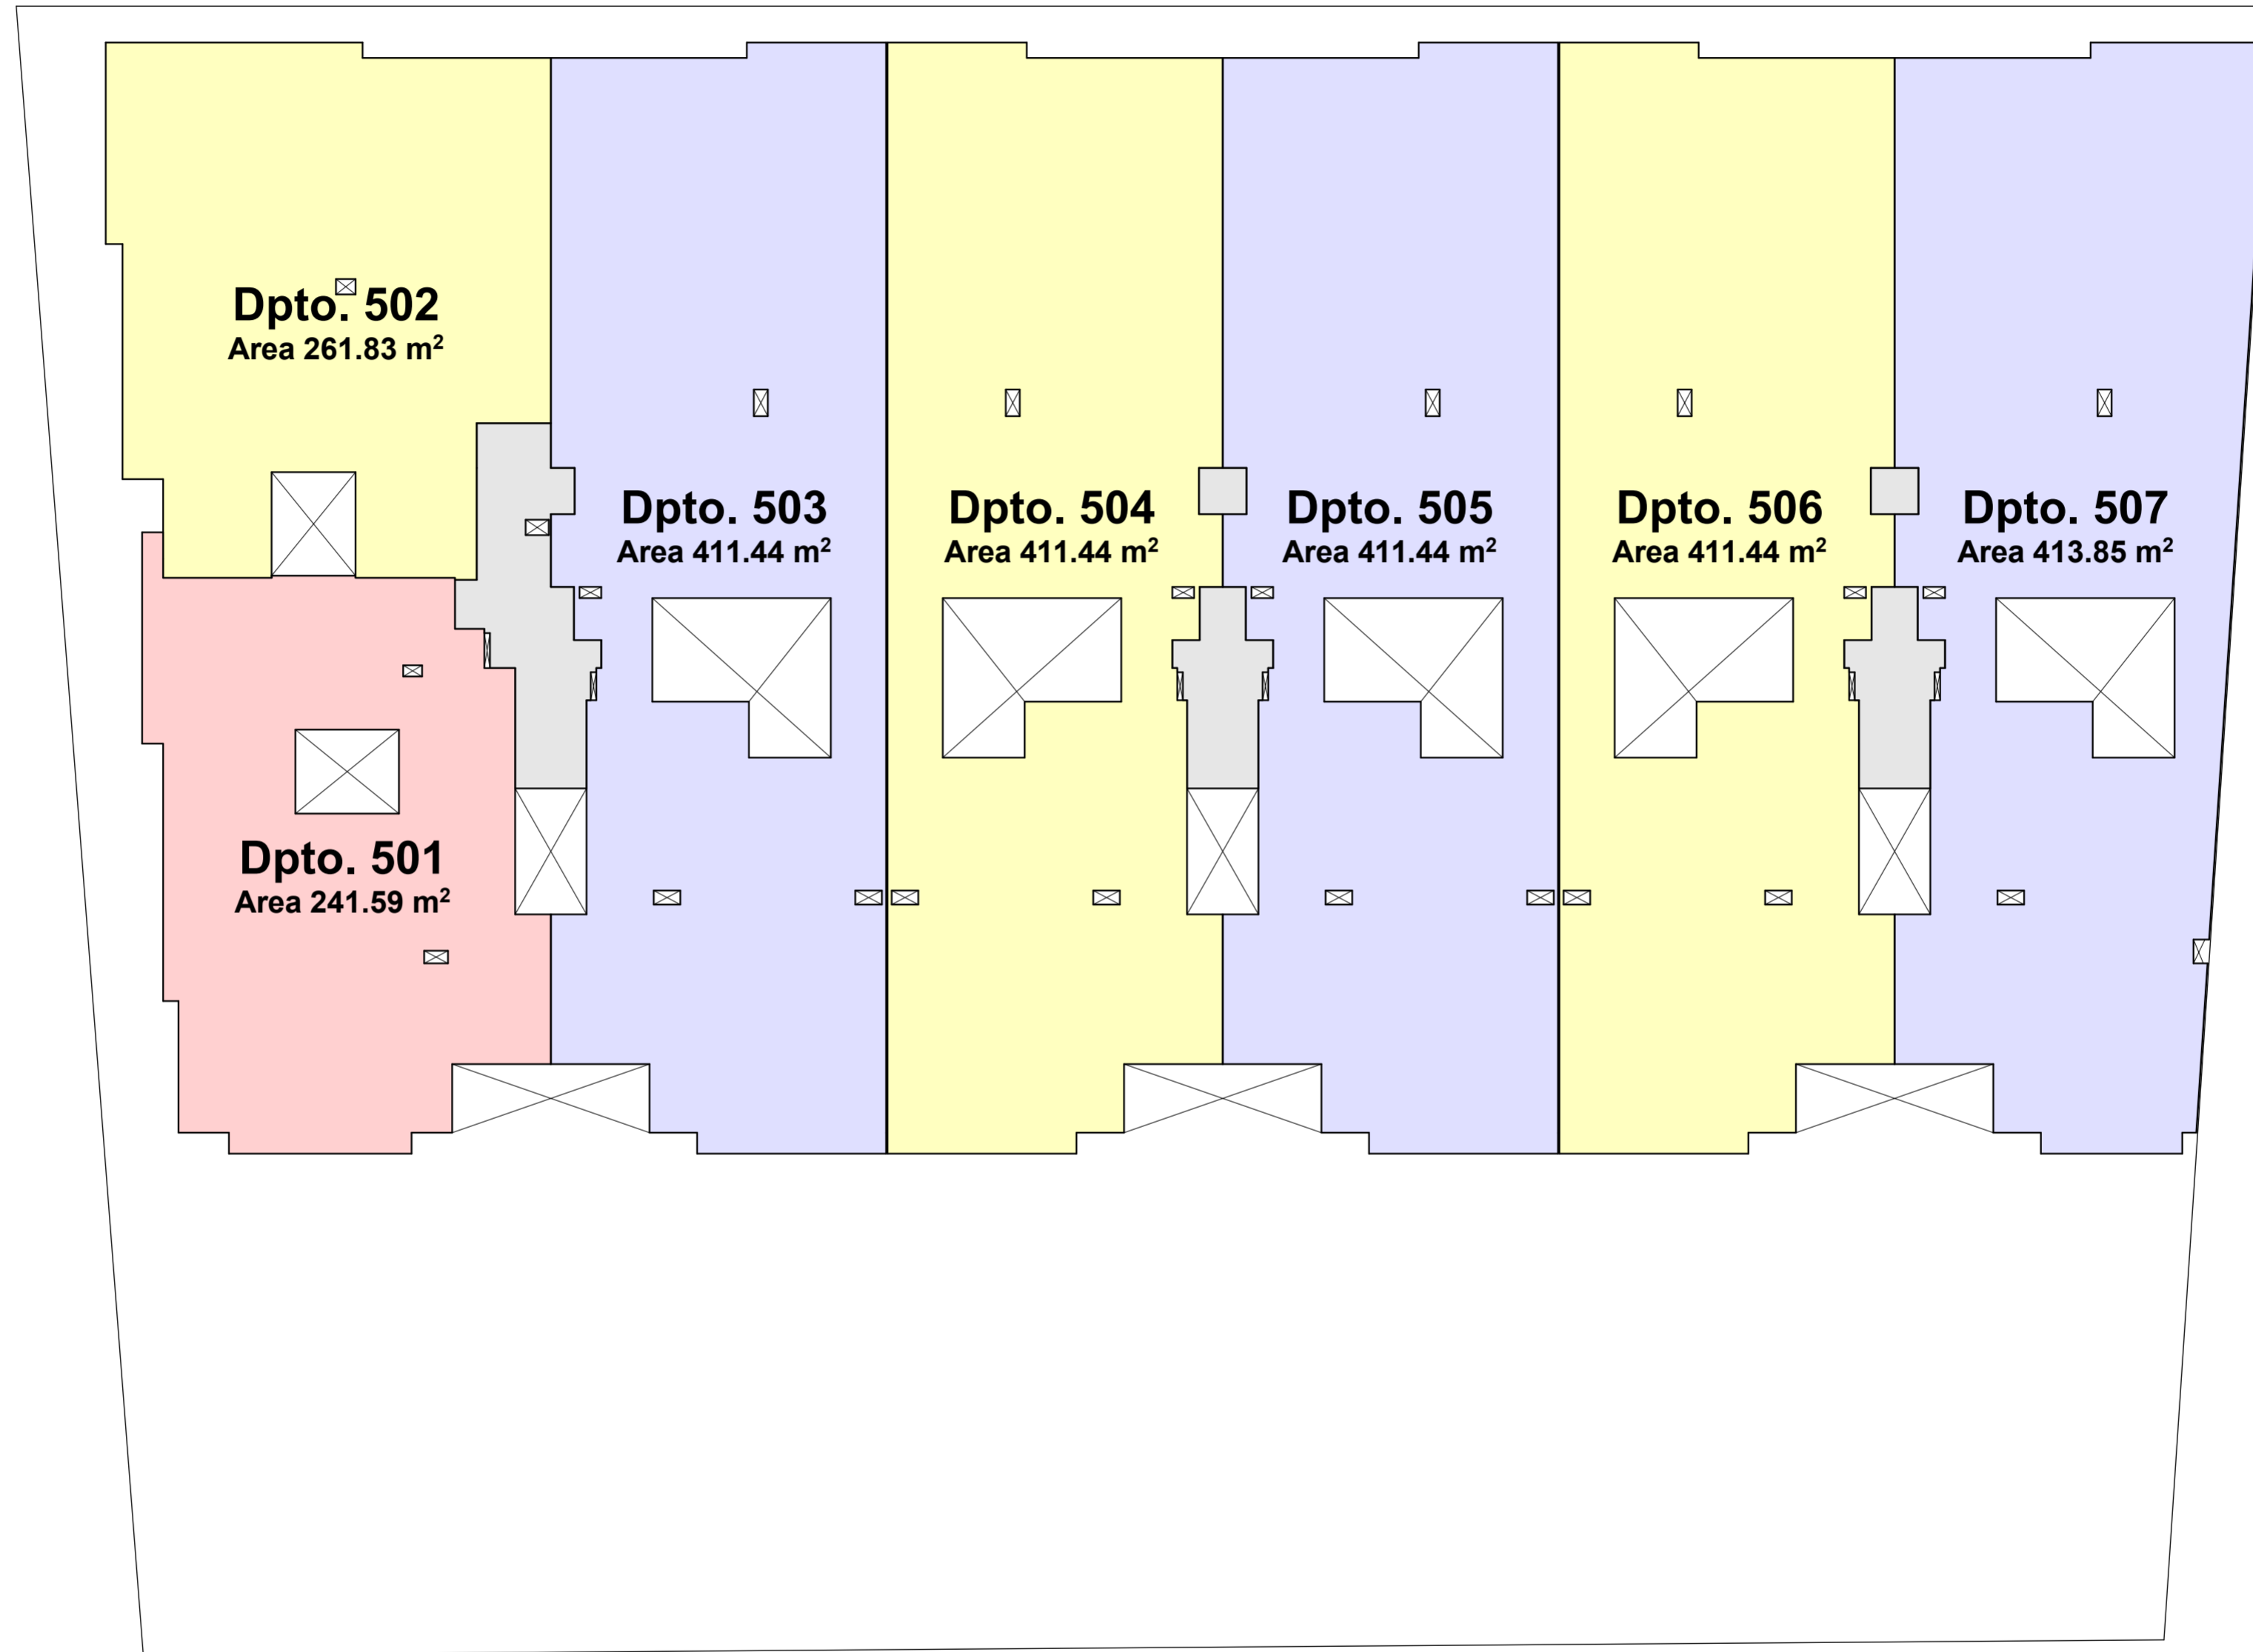 Dpto. 502
Area 261.83 m²
Dpto. 503
Area 411.44 m²
Dpto. 504
Area 411.44 m²
Dpto. 505
Area 411.44 m²
Dpto. 506
Area 411.44 m²
Dpto. 507
Area 413.85 m²
Dpto. 501
Area 241.59 m²